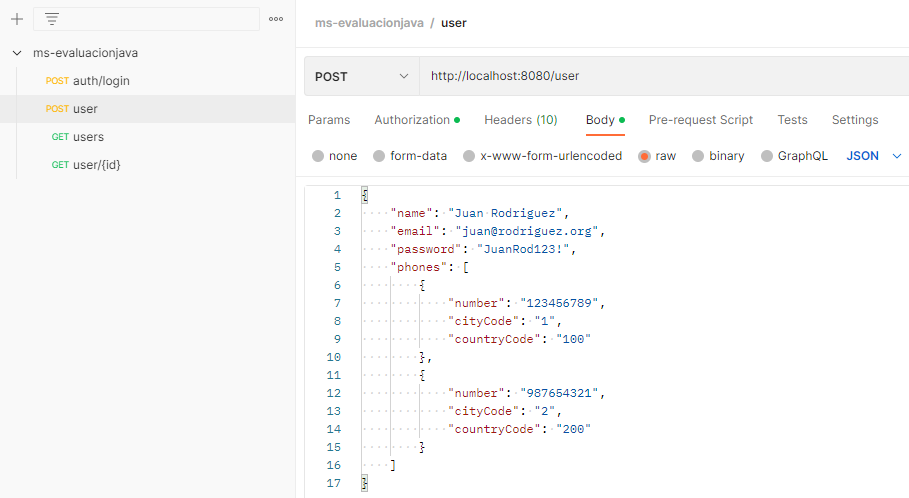 ms-evaluacionjava
POST auth/login
POST user
GET users
GET user/{id}
ms-evaluacionjava / user
POST http://localhost:8080/user
Params Authorization Headers (10) Body Pre-request Script Tests Settings
none form-data x-www-form-urlencoded raw binary GraphQL JSON
1 {
2 "name": "Juan Rodriguez",
3 "email": "juan@rodriguez.org",
4 "password": "JuanRod123!",
5 "phones": [
6 {
7 "number": "123456789",
8 "cityCode": "1",
9 "countryCode": "100"
10 },
11 {
12 "number": "987654321",
13 "cityCode": "2",
14 "countryCode": "200"
15 }
16 ]
17 }